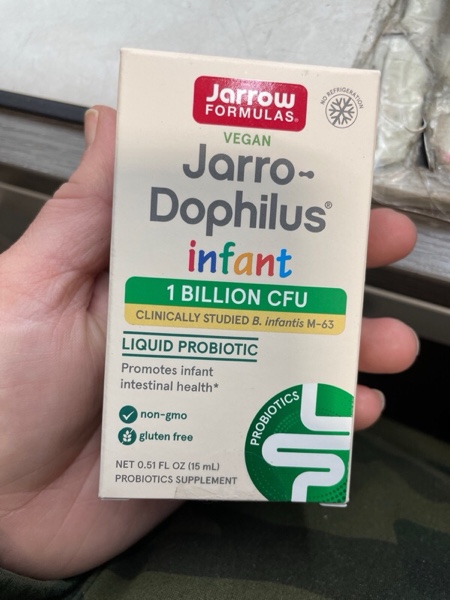 Jarrow
FORMULAS®
NO REFRIGERATION
VEGAN
Jarro-
Dophilus®
infant
1 BILLION CFU
CLINICALLY STUDIED B. infantis M-63
LIQUID PROBIOTIC
Promotes infant
intestinal health*
non-gmo
gluten free
PROBIOTICS
NET 0.51 FL OZ (15 mL)
PROBIOTICS SUPPLEMENT